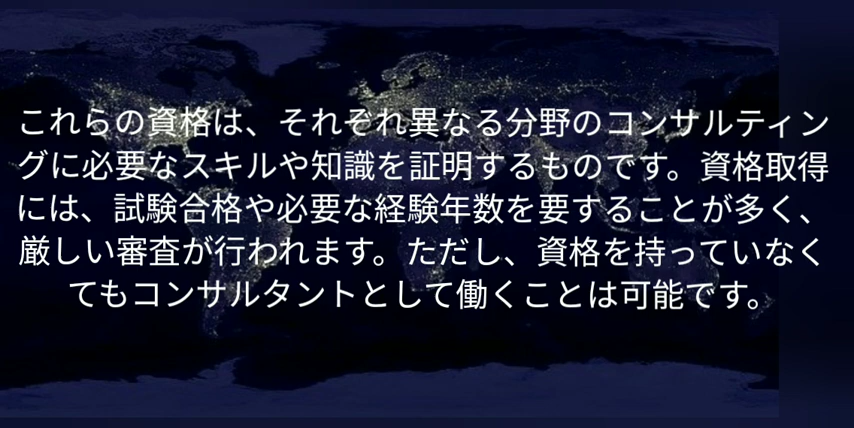 これらの資格は、それぞれ異なる分野のコンサルティン
グに必要なスキルや知識を証明するものです。資格取得
には、試験合格や必要な経験年数を要することが多く、
厳しい審査が行われます。ただし、資格を持っていなく
てもコンサルタントとして働くことは可能です。